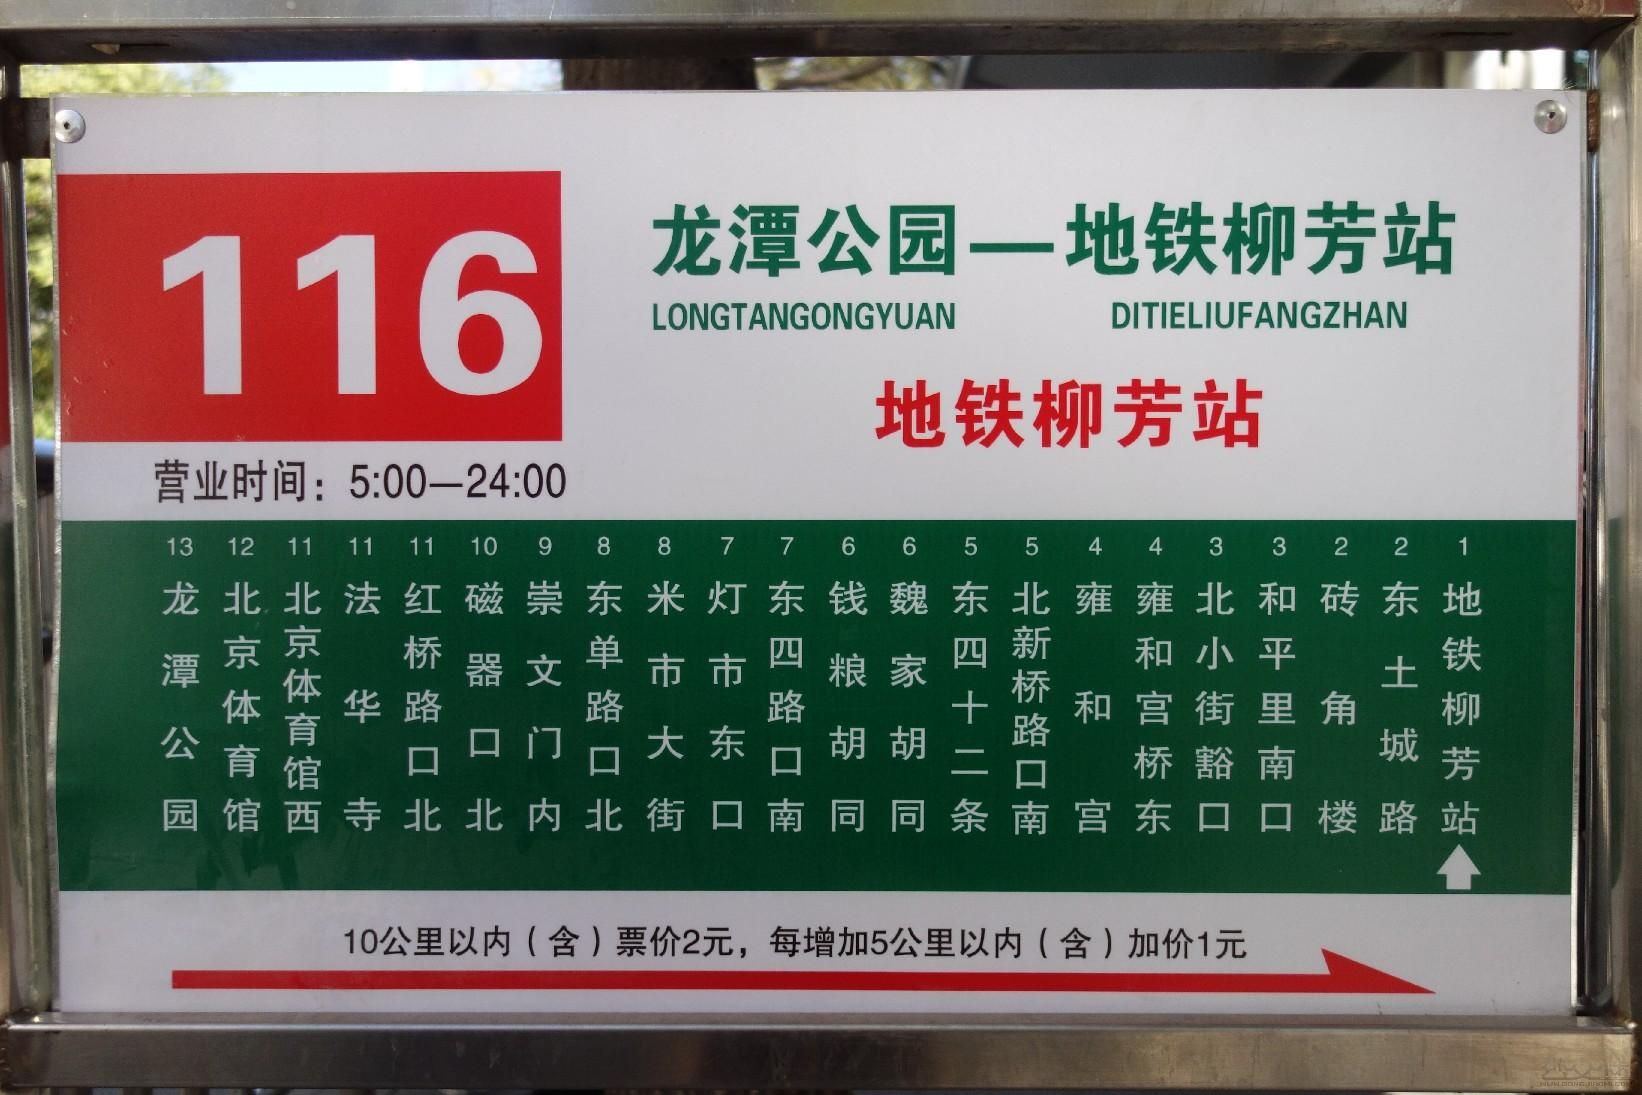 116
龙潭公园—地铁柳芳站
LONGTANGONGYUAN DITIELIUFANGZHAN
地铁柳芳站
营业时间：5:00—24:00
13 龙潭公园
12 北京体育馆
11 北京体育馆西
11 法华寺
11 红桥路口北
10 磁器口北
9 崇文门内
8 东单路口北
8 米市大街
7 灯市东口
7 东四路口南
6 钱粮胡同
6 魏家胡同
5 东四十二条
5 北新桥路口南
4 雍和宫
4 雍和宫桥东
3 北小街豁口
3 和平里南口
2 砖角楼
2 东土城路
1 地铁柳芳站
10公里以内（含）票价2元，每增加5公里以内（含）加价1元